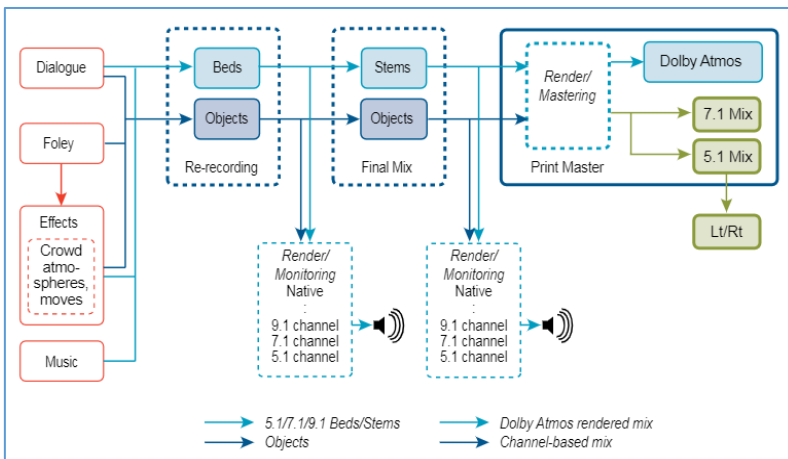 Dialogue
Foley
Effects
Crowd
atmo-
spheres,
moves
Music
Beds
Objects
Re-recording
Stems
Objects
Final Mix
Render/
Mastering
Print Master
Dolby Atmos
7.1 Mix
5.1 Mix
Lt/Rt
Render/
Monitoring
Native
:
9.1 channel
7.1 channel
5.1 channel
Render/
Monitoring
Native
:
9.1 channel
7.1 channel
5.1 channel
5.1/7.1/9.1 Beds/Stems
Objects
Dolby Atmos rendered mix
Channel-based mix